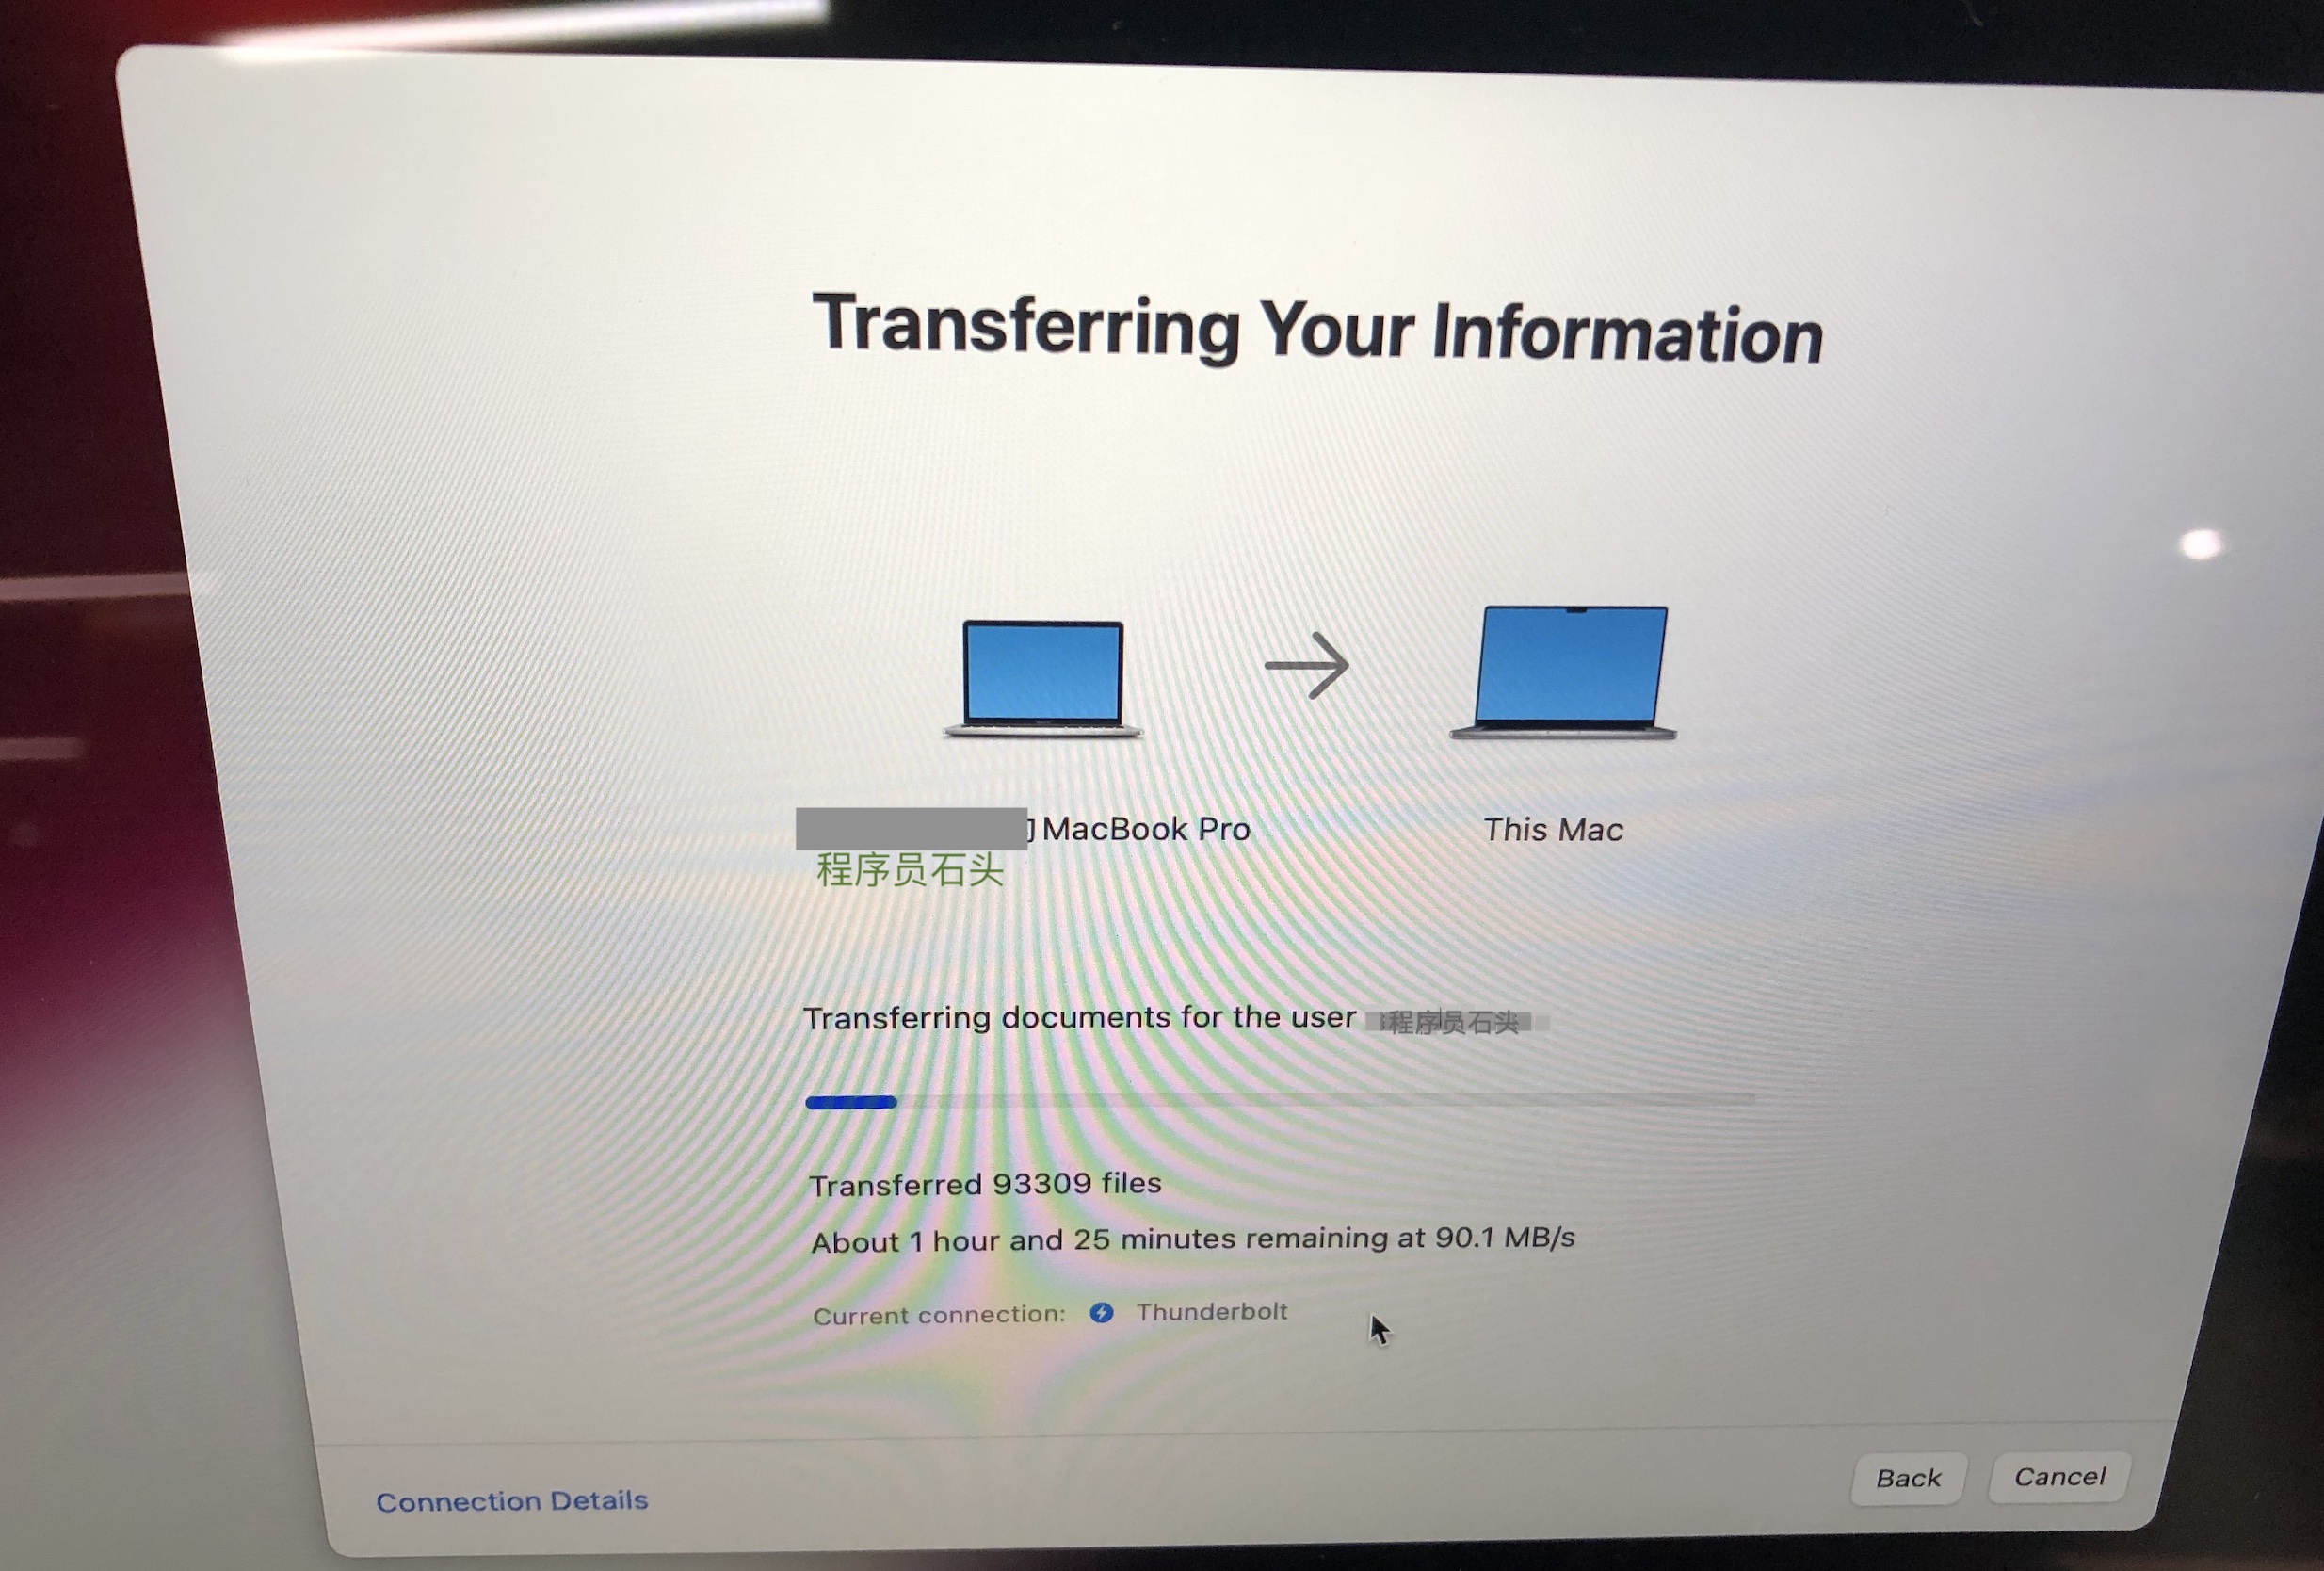 Transferring Your Information
MacBook Pro
This Mac
程序员石头
Transferring documents for the user 程序员石头
Transferred 93309 files
About 1 hour and 25 minutes remaining at 90.1 MB/s
Current connection: Thunderbolt
Connection Details
Back
Cancel